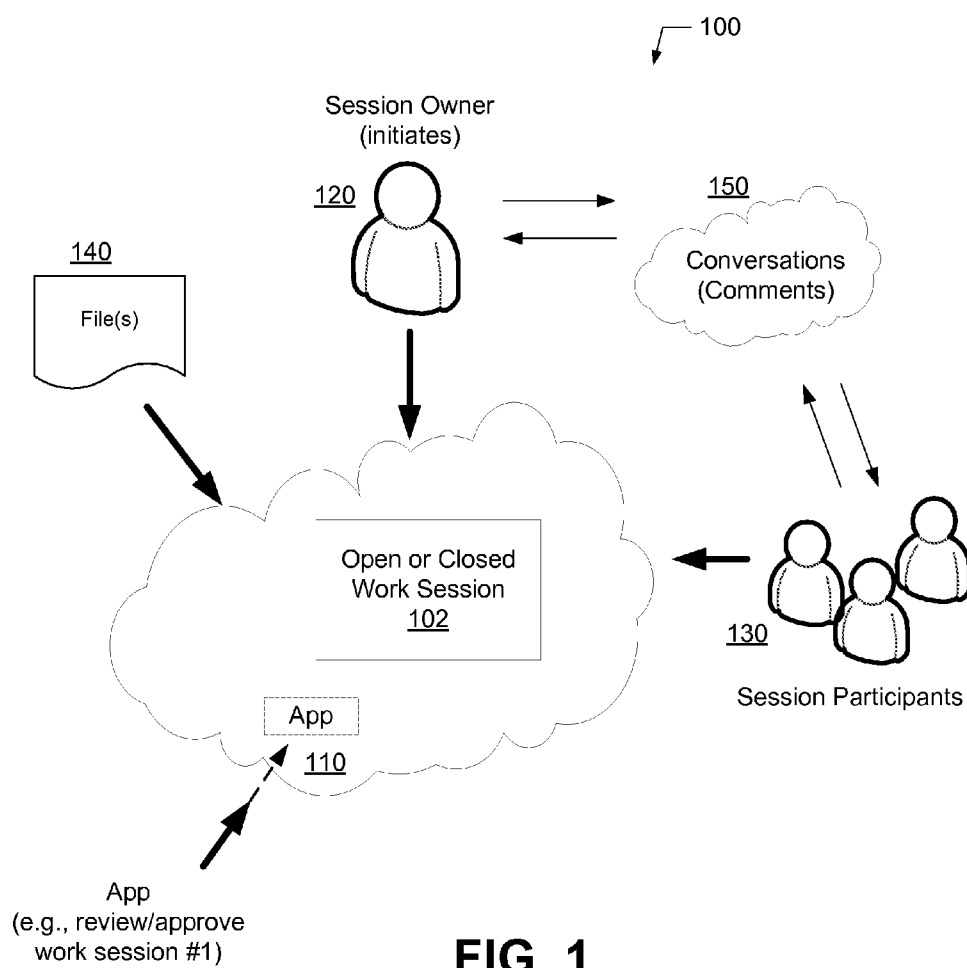 100
Session Owner
(initiates)
120
150
140
Conversations
(Comments)
File(s)
Open or Closed
Work Session
102
130
Session Participants
App
110
App
(e.g., review/approve
work session #1)
FIG. 1